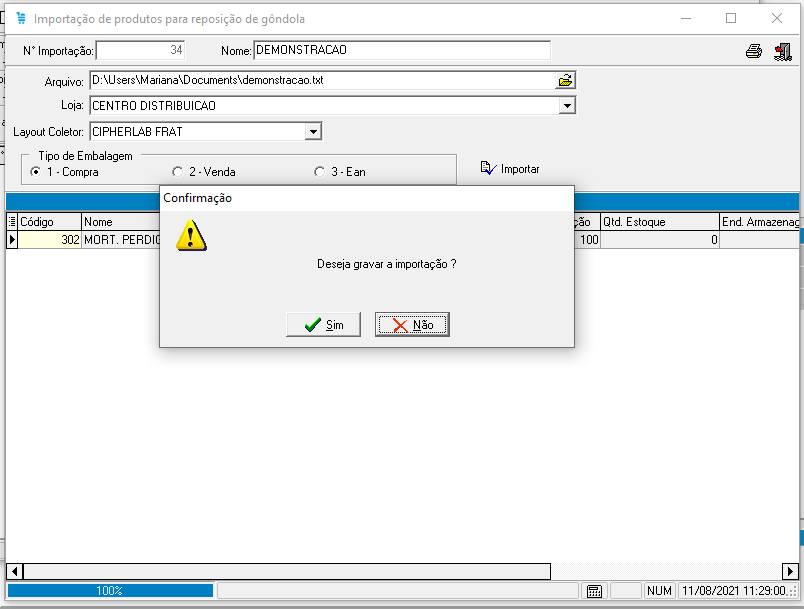 Importação de produtos para reposição de gôndola
N° Importação: 34 Nome: DEMONSTRACAO
Arquivo: D:\Users\Mariana\Documents\demonstracao.txt
Loja: CENTRO DISTRIBUICAO
Layout Coletor: CIPHERLAB FRAT
Tipo de Embalagem
1 - Compra 2 - Venda 3 - Ean Importar
Confirmação
Código Nome ção Qtd. Estoque End. Armazenag
302 MORT. PERDIG 100 0
Deseja gravar a importação ?
Sim Não
100% NUM 11/08/2021 11:29:00